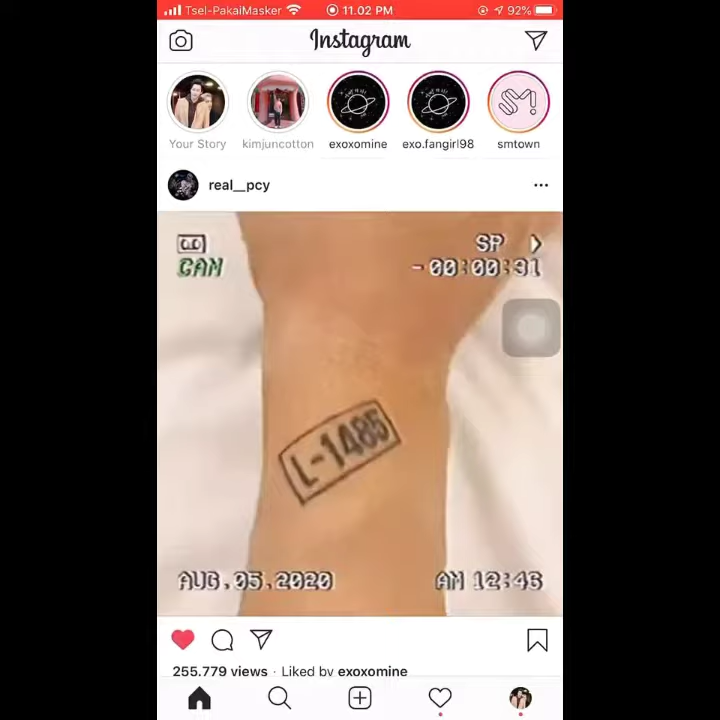 Tsel-PakaiMasker 11.02 PM 92%
Instagram
SM!
Your Story kimjuncotton exoxomine exo.fangirl98 smtown
real__pcy
SP
CAM -00:00:31
L-1485
AUG.05.2020 AM 12:46
255.779 views · Liked by exoxomine